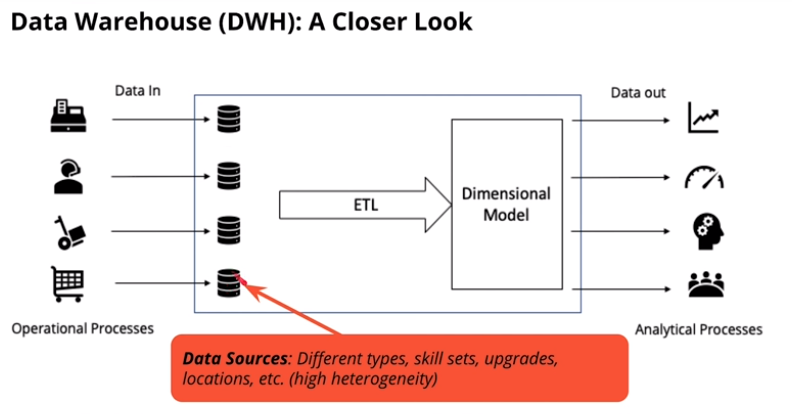 Data Warehouse (DWH): A Closer Look
Data In
Data out
ETL
Dimensional
Model
Operational Processes
Analytical Processes
Data Sources: Different types, skill sets, upgrades,
locations, etc. (high heterogeneity)